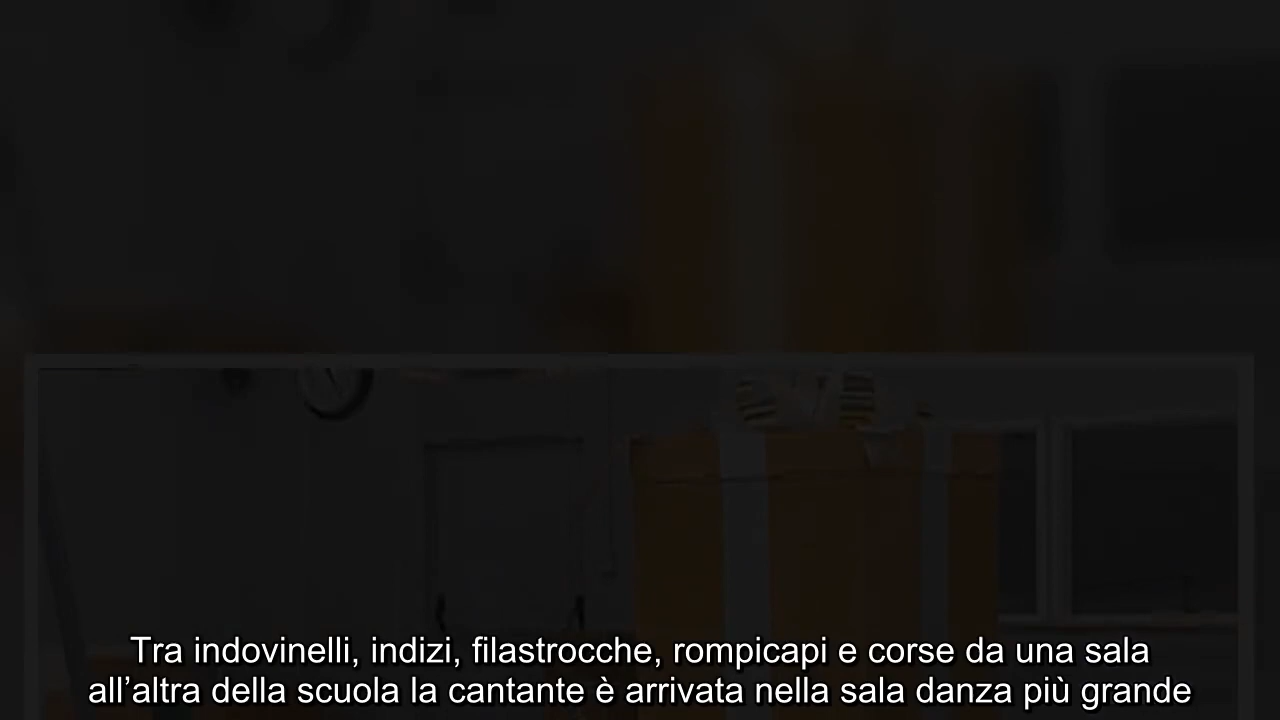 Tra indovinelli, indizi, filastrocche, rompicapi e corse da una sala
all’altra della scuola la cantante è arrivata nella sala danza più grande